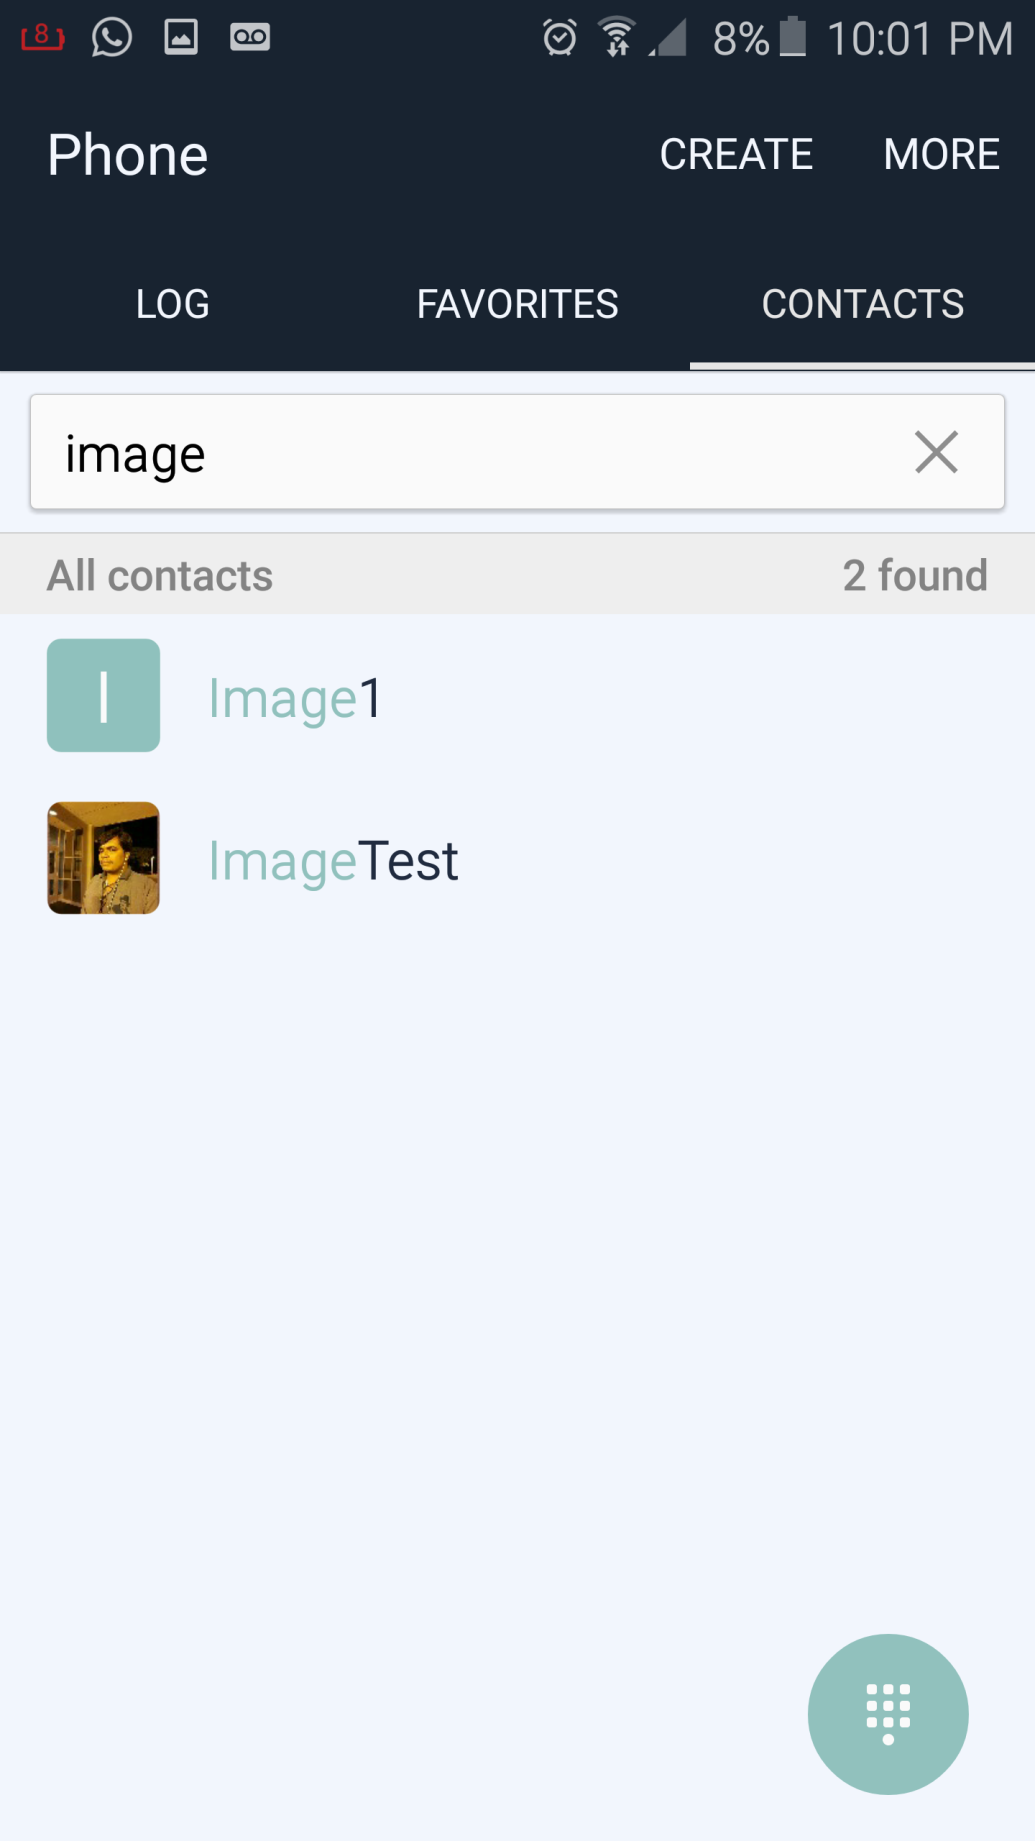 8 8% 10:01 PM
Phone CREATE MORE
LOG FAVORITES CONTACTS
image
All contacts 2 found
I Image1
ImageTest